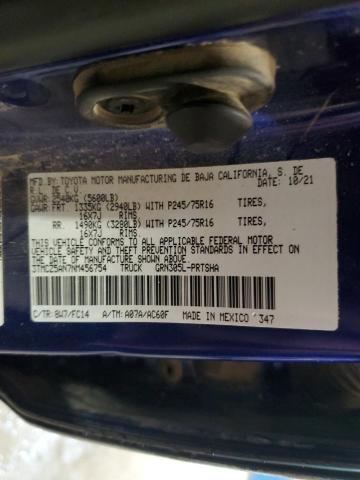 MFD.BY:TOYOTA MOTOR MANUFACTURING DE BAJA CALIFORNIA, S. DE
R.L. DE C.V. DATE: 10/21
GVWR: 2540KG (5600LB)
GAWR: FRT. 1335KG (2940LB) WITH P245/75R16 TIRES,
16X7J RIMS
RR. 1490KG (3280LB) WITH P245/75R16 TIRES,
16X7J RIMS
THIS VEHICLE CONFORMS TO ALL APPLICABLE FEDERAL MOTOR
VEHICLE SAFETY AND THEFT PREVENTION STANDARDS IN EFFECT ON
THE DATE OF MANUFACTURE SHOWN ABOVE.
3TMCZ5AN7NM456754 TRUCK GRN305L-PRTSHA
C/TR: 8W7/FC14 A/TM: A07A/AC60F MADE IN MEXICO 347